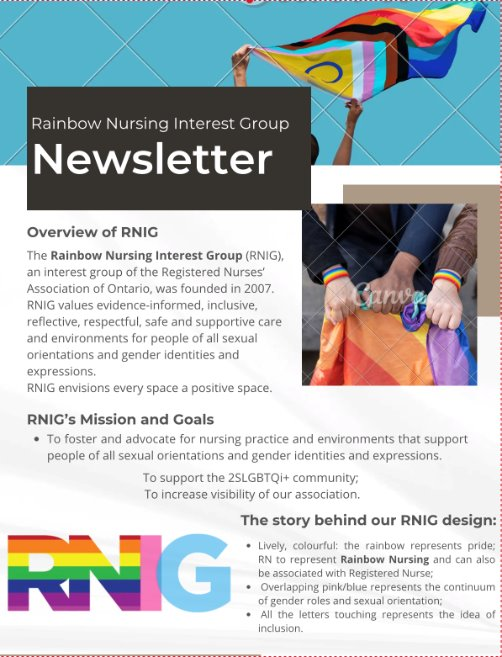 Rainbow Nursing Interest Group
Newsletter
Overview of RNIG
The Rainbow Nursing Interest Group (RNIG),
an interest group of the Registered Nurses'
Association of Ontario, was founded in 2007.
RNIG values evidence-informed, inclusive,
reflective, respectful, safe and supportive care
and environments for people of all sexual
orientations and gender identities and
expressions.
RNIG envisions every space a positive space.
Canva
RNIG's Mission and Goals
• To foster and advocate for nursing practice and environments that support
people of all sexual orientations and gender identities and expressions.
To support the 2SLGBTQi+ community;
To increase visibility of our association.
RNIG
The story behind our RNIG design:
• Lively, colourful: the rainbow represents pride;
RN to represent Rainbow Nursing and can also
be associated with Registered Nurse;
• Overlapping pink/blue represents the continuum
of gender roles and sexual orientation;
• All the letters touching represents the idea of
inclusion.